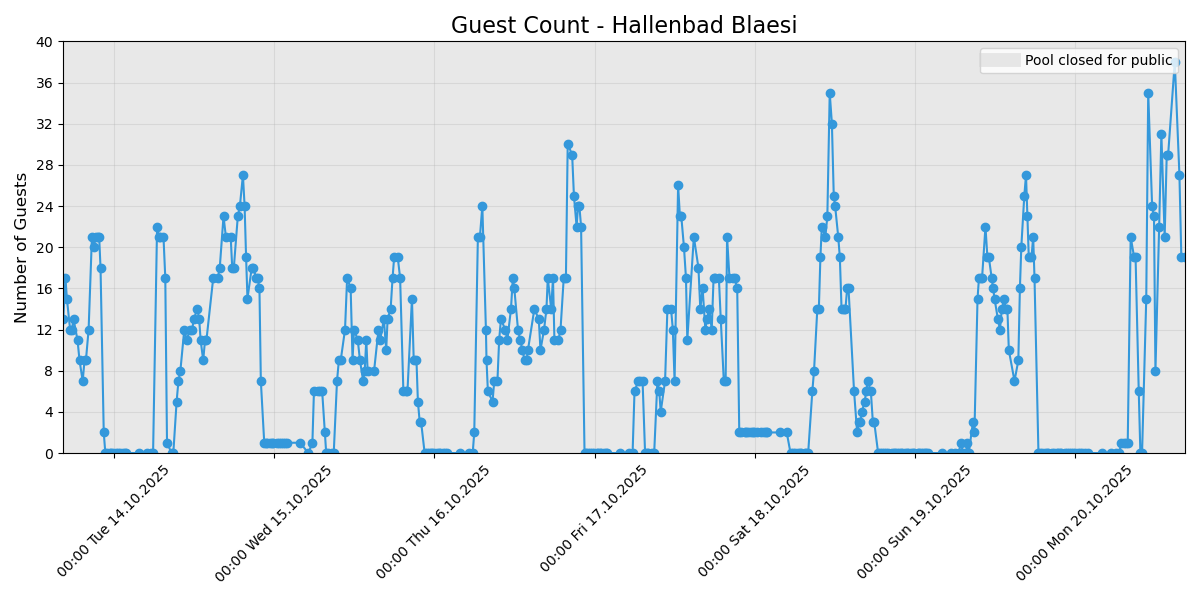 Guest Count - Hallenbad Blaesi
Pool closed for public
Number of Guests
40
36
32
28
24
20
16
12
8
4
0
00:00 Tue 14.10.2025
00:00 Wed 15.10.2025
00:00 Thu 16.10.2025
00:00 Fri 17.10.2025
00:00 Sat 18.10.2025
00:00 Sun 19.10.2025
00:00 Mon 20.10.2025